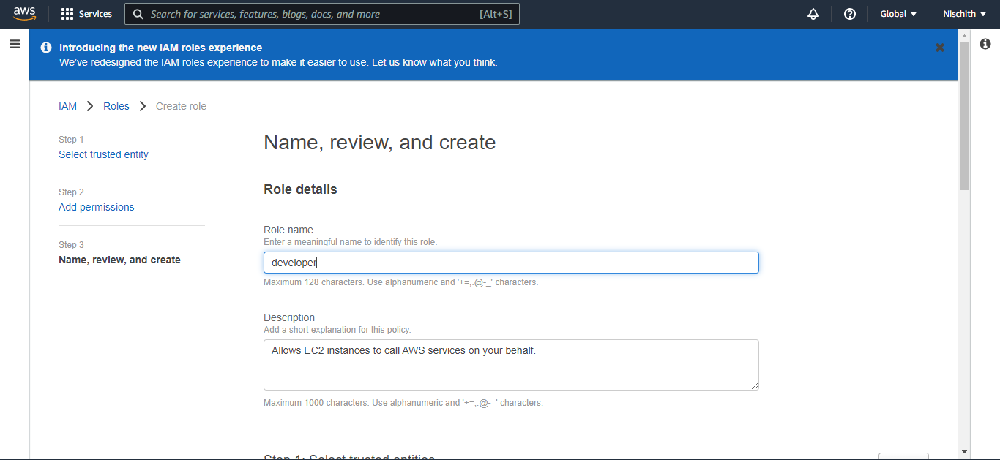 aws
Services
Search for services, features, blogs, docs, and more
[Alt+S]
Global
Nischith
Introducing the new IAM roles experience
We've redesigned the IAM roles experience to make it easier to use. Let us know what you think.
IAM
Roles
Create role
Step 1
Select trusted entity
Step 2
Add permissions
Step 3
Name, review, and create
Name, review, and create
Role details
Role name
Enter a meaningful name to identify this role.
developer
Maximum 128 characters. Use alphanumeric and '+=,.@-_' characters.
Description
Add a short explanation for this policy.
Allows EC2 instances to call AWS services on your behalf.
Maximum 1000 characters. Use alphanumeric and '+=,.@-_' characters.
Step 1: Select trusted entities